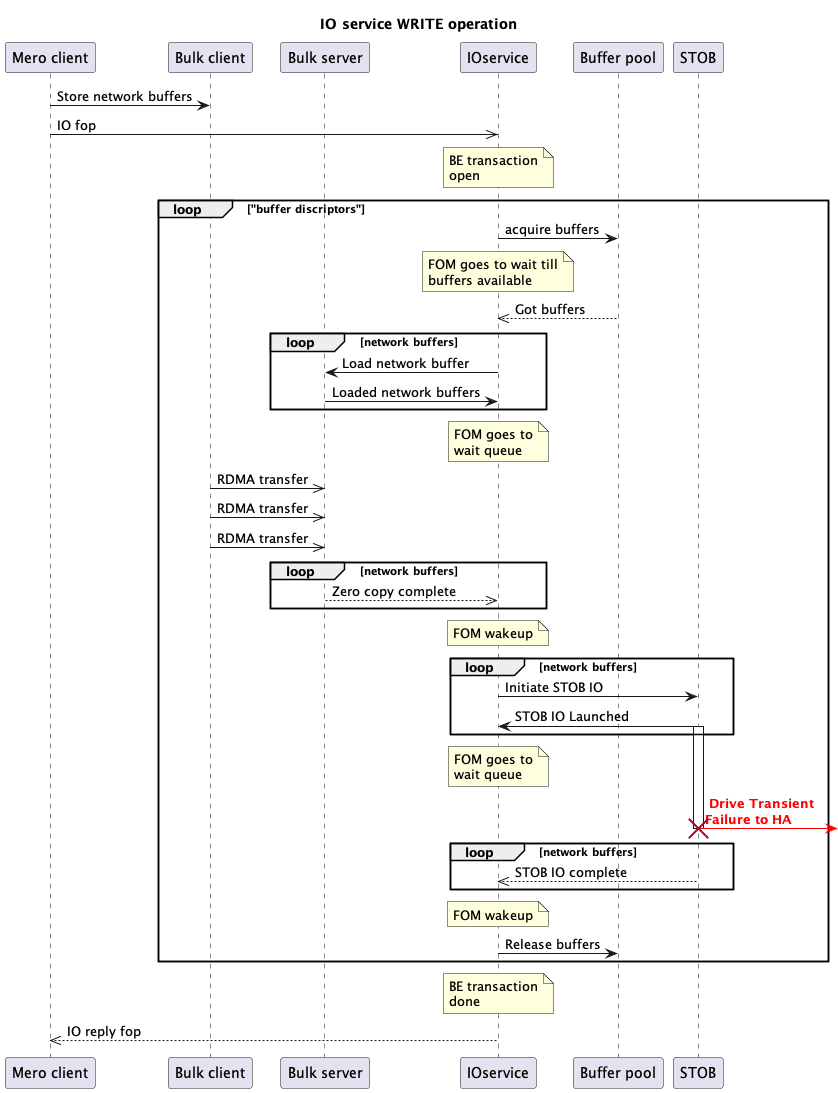 IO service WRITE operation
Mero client Bulk client Bulk server IOservice Buffer pool STOB
Store network buffers
IO fop
BE transaction
open
loop ["buffer discriptors"]
acquire buffers
FOM goes to wait till
buffers available
Got buffers
loop [network buffers]
Load network buffer
Loaded network buffers
FOM goes to
wait queue
RDMA transfer
RDMA transfer
RDMA transfer
loop [network buffers]
Zero copy complete
FOM wakeup
loop [network buffers]
Initiate STOB IO
STOB IO Launched
FOM goes to
wait queue
Drive Transient
Failure to HA
loop [network buffers]
STOB IO complete
FOM wakeup
Release buffers
BE transaction
done
IO reply fop
Mero client Bulk client Bulk server IOservice Buffer pool STOB